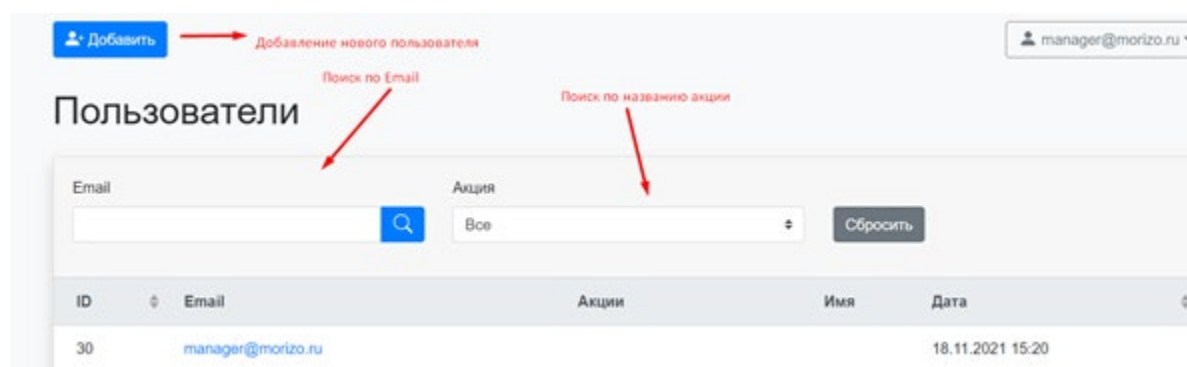 Добавить
Добавление нового пользователя
manager@morizo.ru
Поиск по Email
Поиск по названию акции
Пользователи
Email
Акция
Все
Сбросить
ID Email Акции Имя Дата
30 manager@morizo.ru 18.11.2021 15:20